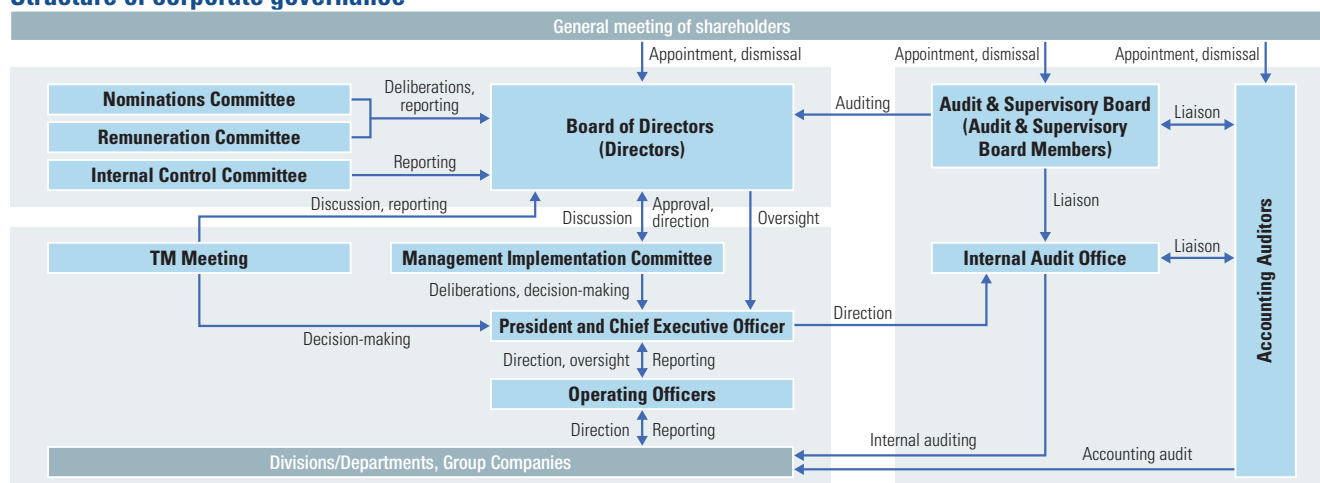 Structure of corporate governance
General meeting of shareholders
Appointment, dismissal
Appointment, dismissal
Appointment, dismissal
Nominations Committee
Remuneration Committee
Internal Control Committee
Deliberations,
reporting
Reporting
Board of Directors
(Directors)
Auditing
Audit & Supervisory Board
(Audit & Supervisory
Board Members)
Liaison
Discussion, reporting
Discussion
Approval,
direction
Oversight
Liaison
TM Meeting
Management Implementation Committee
Internal Audit Office
Liaison
Accounting Auditors
Deliberations, decision-making
Decision-making
President and Chief Executive Officer
Direction
Direction, oversight
Reporting
Operating Officers
Direction
Reporting
Internal auditing
Accounting audit
Divisions/Departments, Group Companies